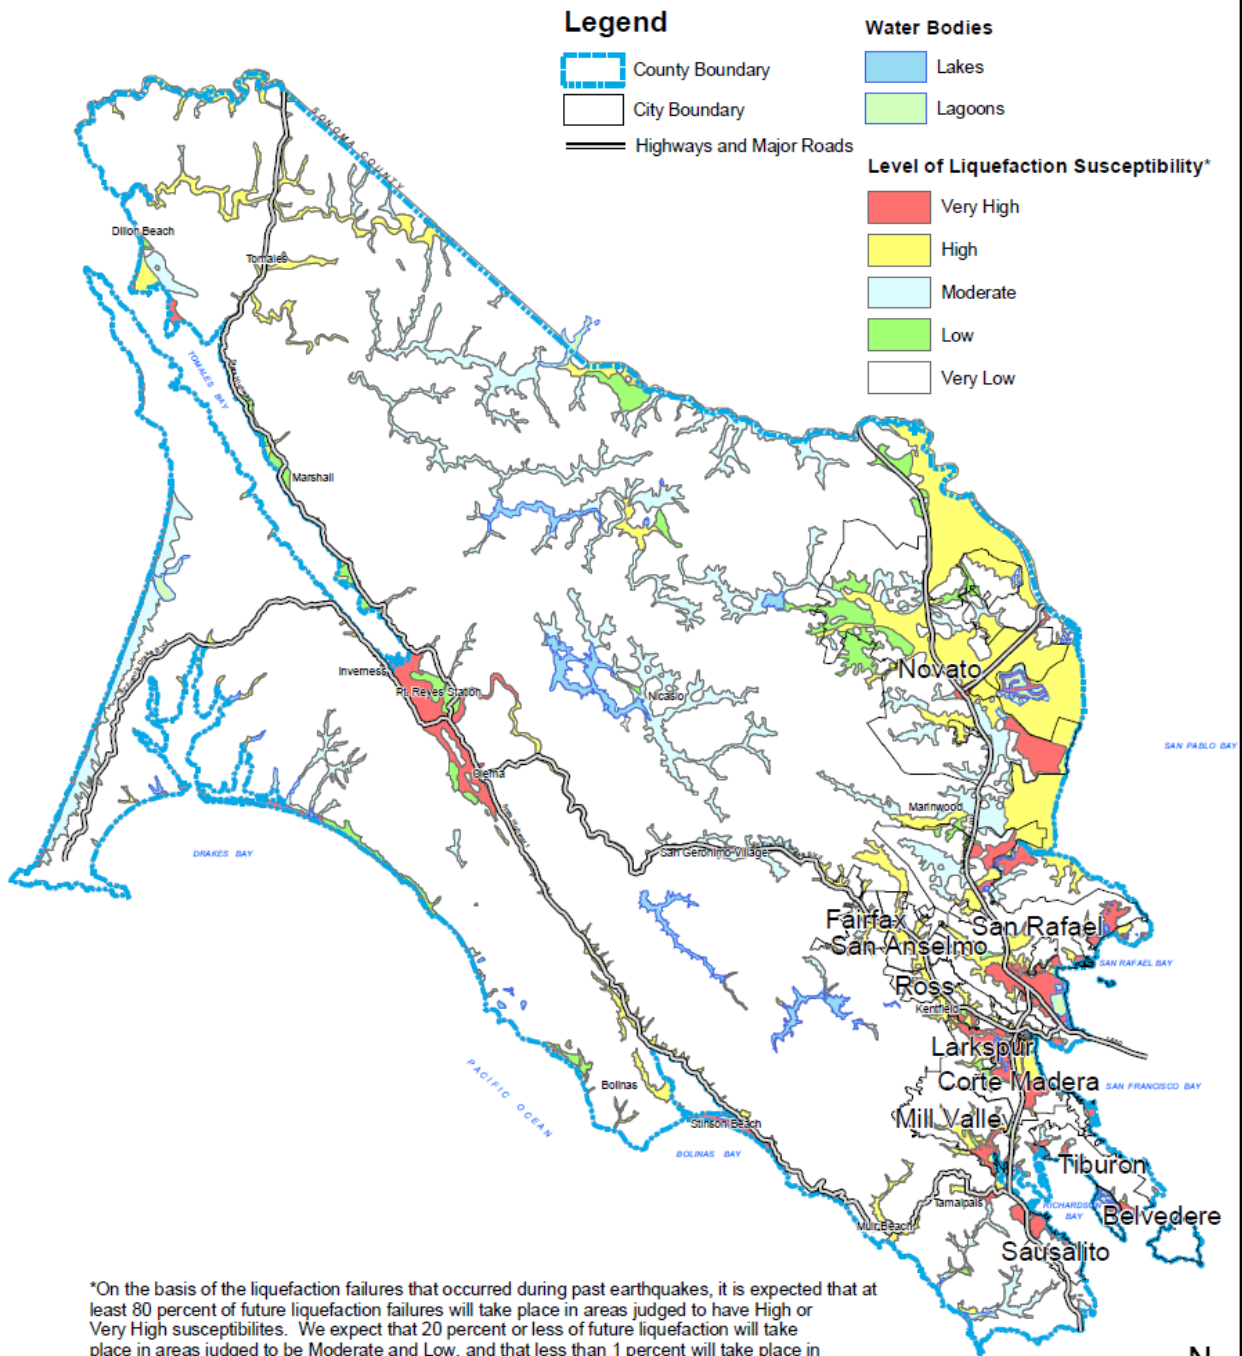 Legend
County Boundary
City Boundary
Highways and Major Roads
Water Bodies
Lakes
Lagoons
Level of Liquefaction Susceptibility*
Very High
High
Moderate
Low
Very Low
SONOMA COUNTY
Dillon Beach
Tomales
TOMALES BAY
Marshall
Inverness
Pt. Reyes Station
Nicasio
Novato
Olema
SAN PABLO BAY
Marinwood
DRAKES BAY
San Geronimo Village
Fairfax
San Rafael
San Anselmo
SAN RAFAEL BAY
Ross
Kentfield
Larkspur
Corte Madera
SAN FRANCISCO BAY
PACIFIC OCEAN
Bolinas
Mill Valley
Stinson Beach
BOLINAS BAY
Tiburon
Tamalpais
RICHARDSON
BAY
Belvedere
Muir Beach
Sausalito
*On the basis of the liquefaction failures that occurred during past earthquakes, it is expected that at
least 80 percent of future liquefaction failures will take place in areas judged to have High or
Very High susceptibilites. We expect that 20 percent or less of future liquefaction will take
place in areas judged to be Moderate and Low, and that less than 1 percent will take place in
N